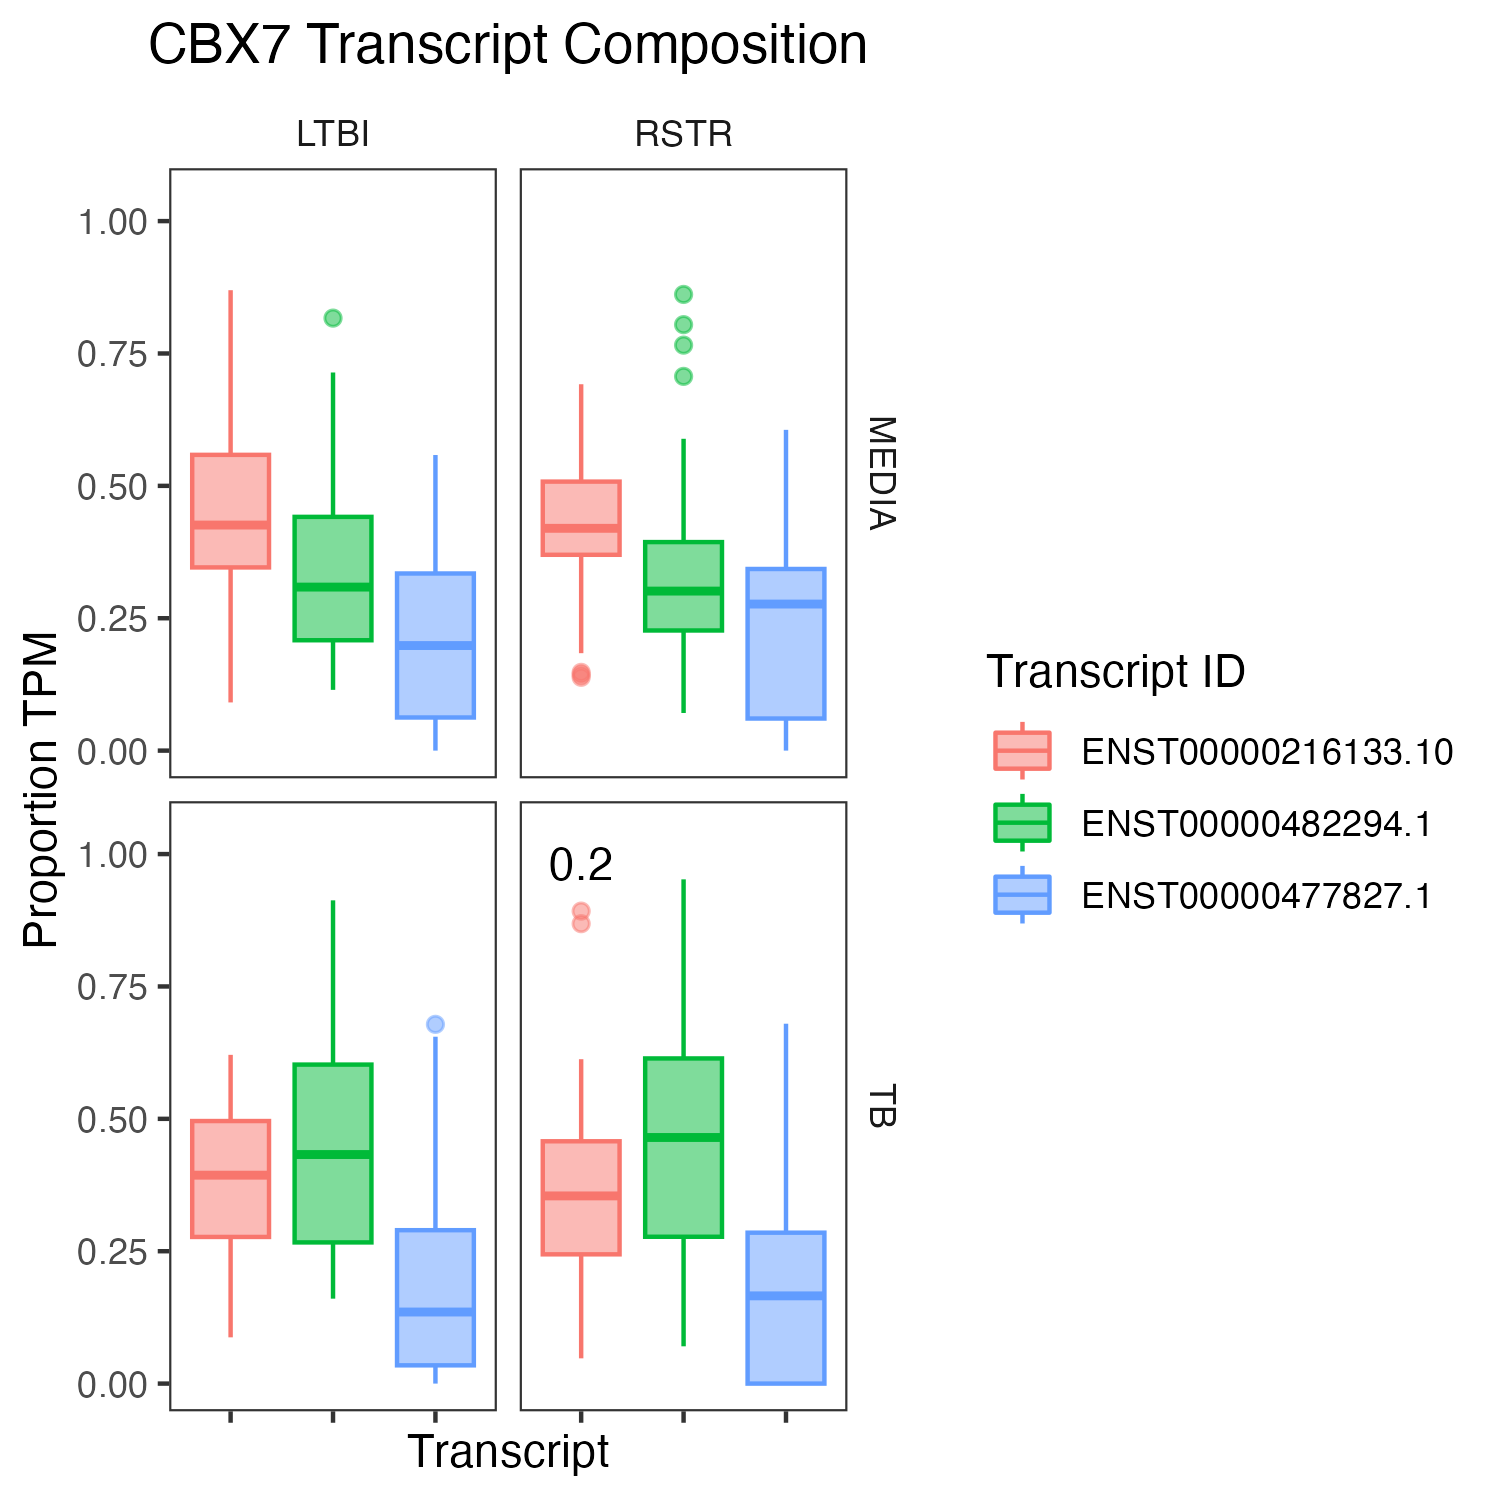 CBX7 Transcript Composition
LTBI
RSTR
1.00
0.75
0.50
0.25
0.00
MEDIA
1.00
0.75
0.50
0.25
0.00
0.2
TB
Proportion TPM
Transcript
Transcript ID
ENST00000216133.10
ENST00000482294.1
ENST00000477827.1